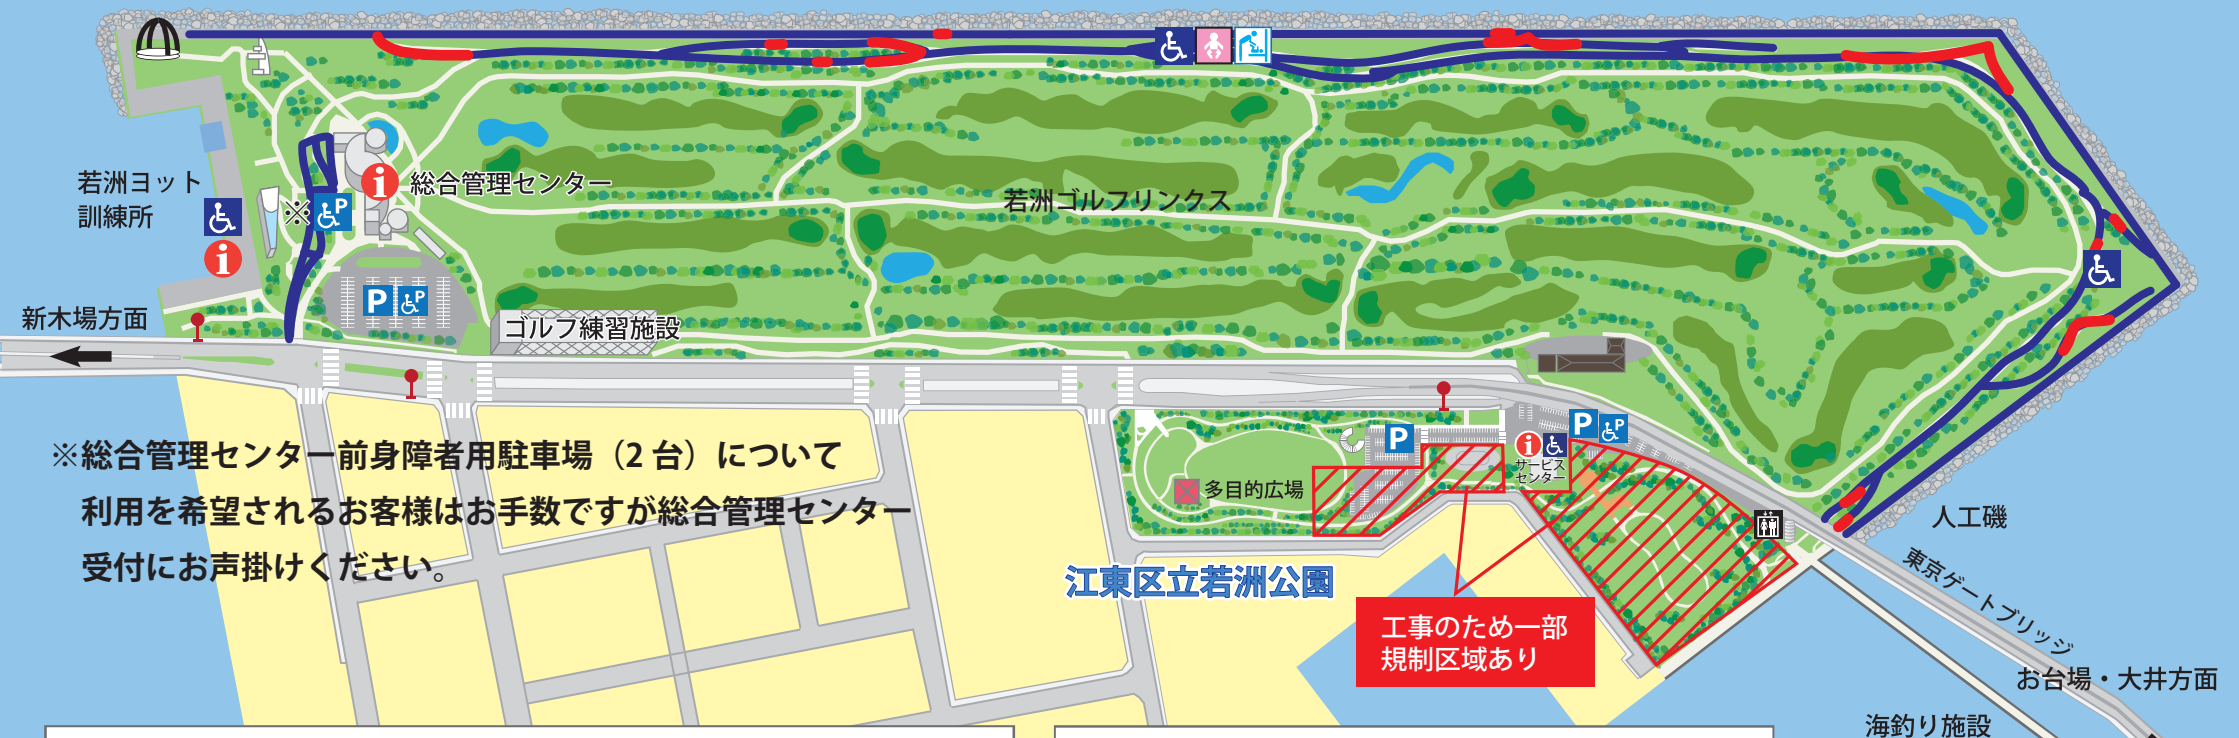 若洲ヨット
訓練所
※
P
総合管理センター
若洲ゴルフリンクス
新木場方面
P
P
ゴルフ練習施設
※総合管理センター前身障者用駐車場（2台）について
利用を希望されるお客様はお手数ですが総合管理センター
受付にお声掛けください。
P
P
P
サービス
センター
多目的広場
江東区立若洲公園
工事のため一部
規制区域あり
人工磯
東京ゲートブリッジ
お台場・大井方面
海釣り施設